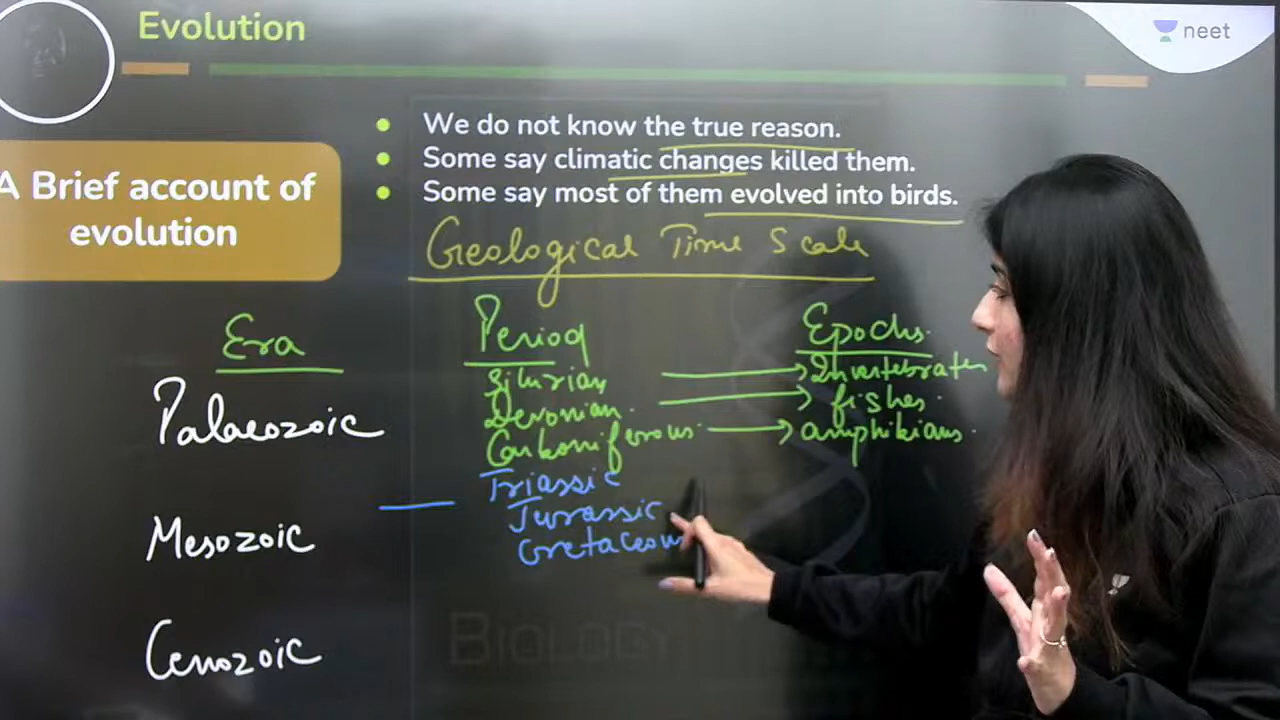 Evolution
neet
A Brief account of
evolution
We do not know the true reason.
Some say climatic changes killed them.
Some say most of them evolved into birds.
Geological Time Scale
Era Period Epochs
Silurian → Invertebrates
Devonian. → fishes.
Palaeozoic Carboniferous. → amphibians.
Triassic
Jurassic
Mesozoic Cretaceous
Cenozoic
BIOLOGY